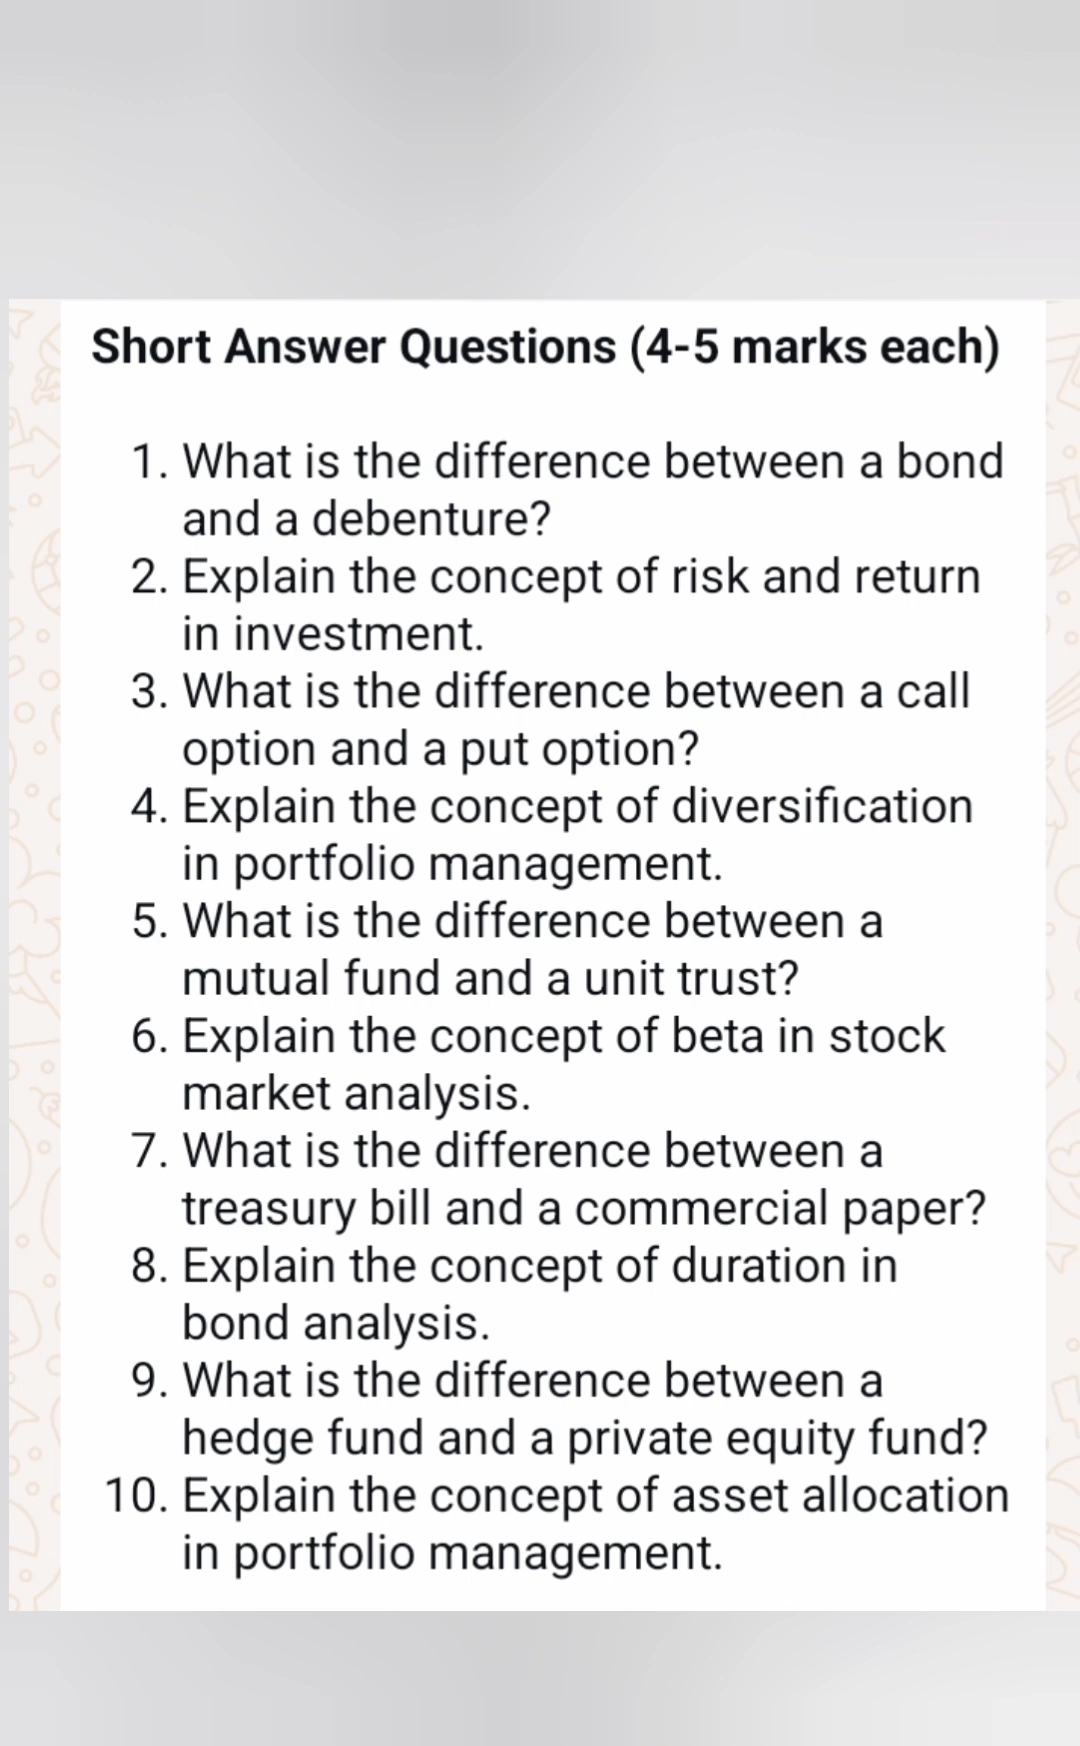 Short Answer Questions (4-5 marks each)
1. What is the difference between a bond
and a debenture?
2. Explain the concept of risk and return
in investment.
3. What is the difference between a call
option and a put option?
4. Explain the concept of diversification
in portfolio management.
5. What is the difference between a
mutual fund and a unit trust?
6. Explain the concept of beta in stock
market analysis.
7. What is the difference between a
treasury bill and a commercial paper?
8. Explain the concept of duration in
bond analysis.
9. What is the difference between a
hedge fund and a private equity fund?
10. Explain the concept of asset allocation
in portfolio management.